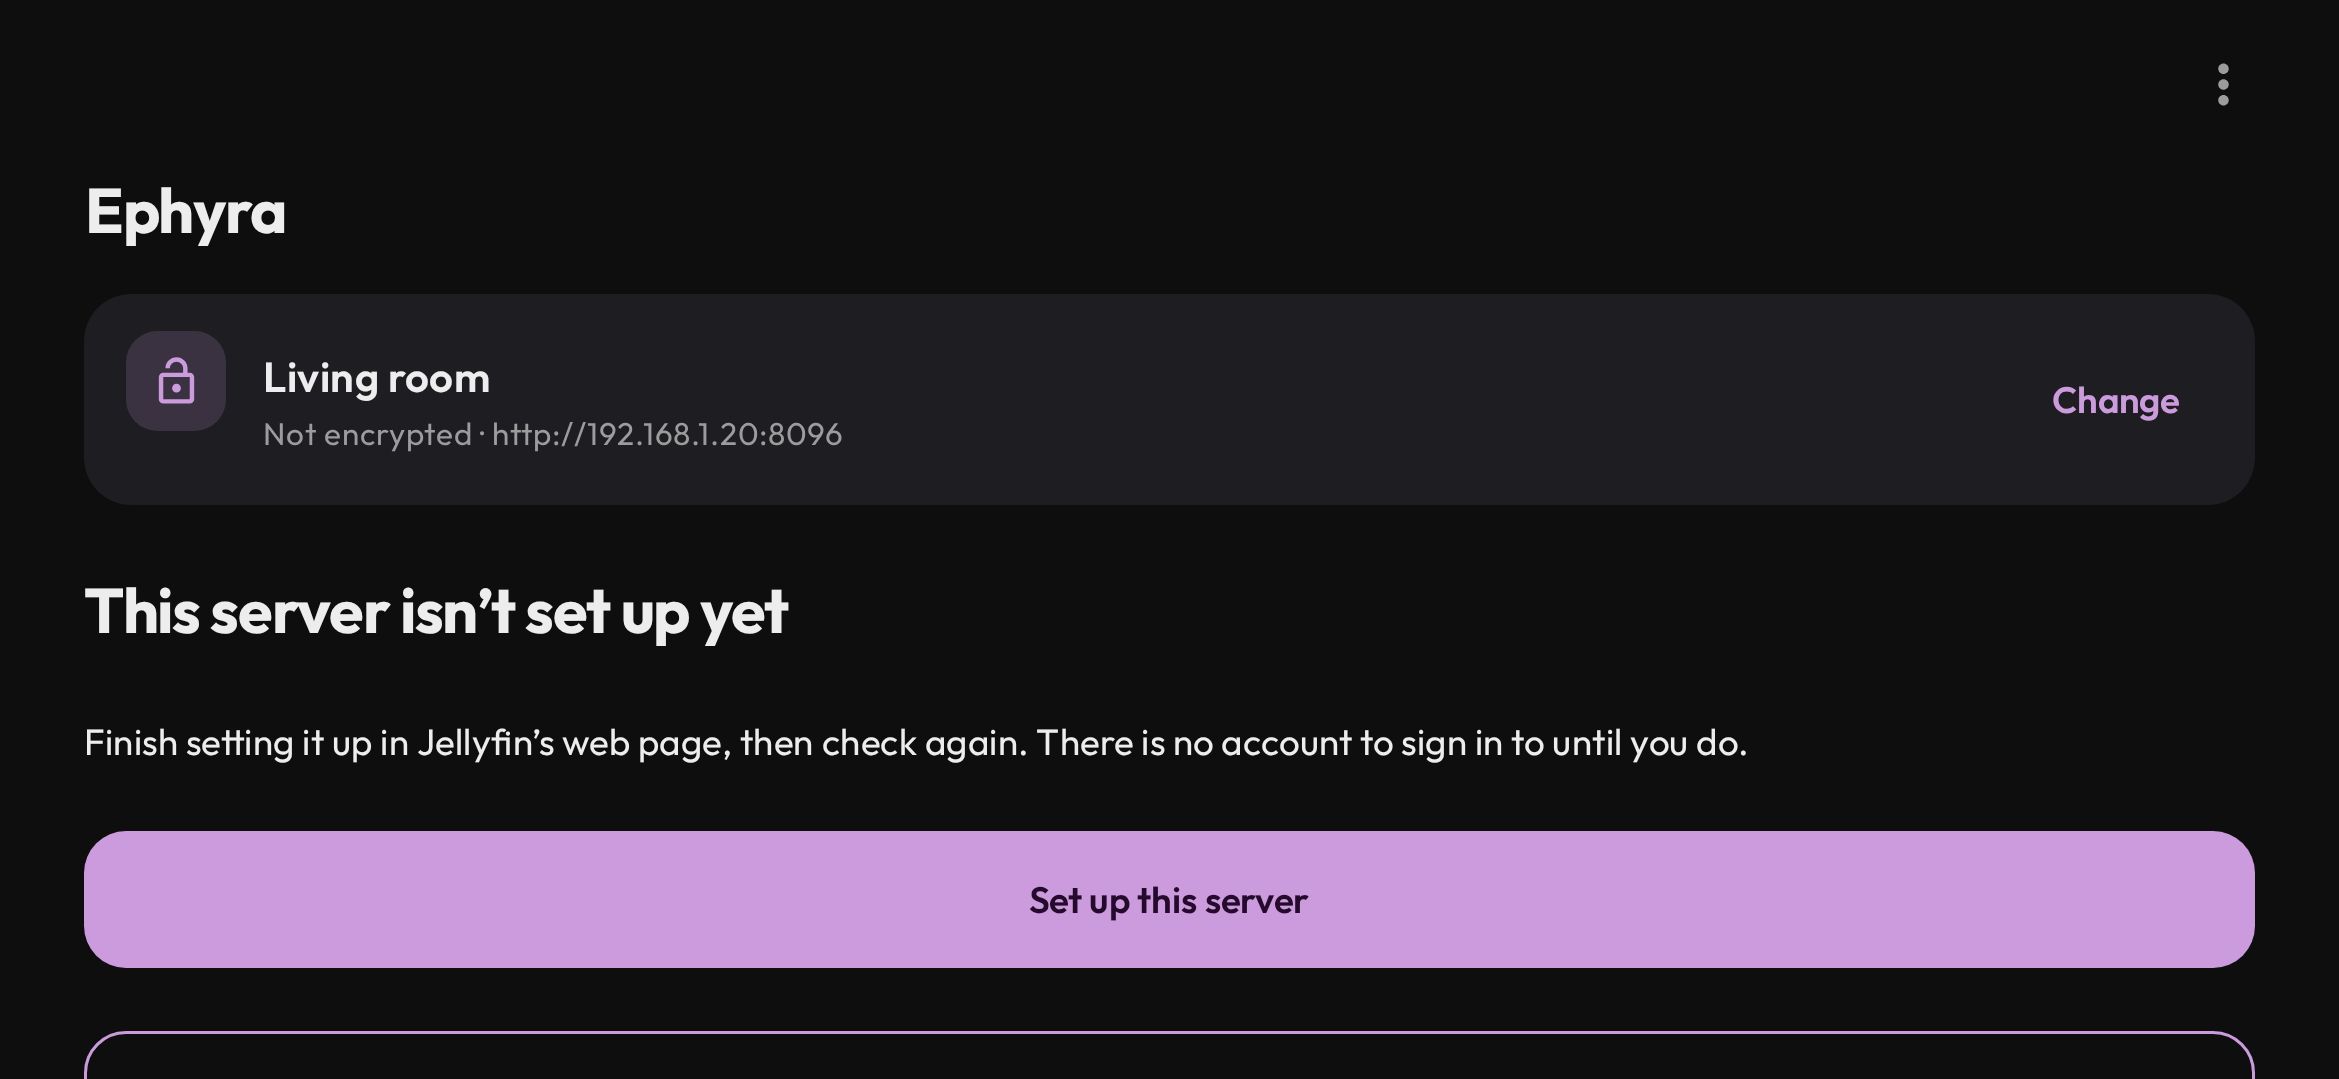 Ephyra
Living room
Not encrypted · http://192.168.1.20:8096
Change
This server isn’t set up yet
Finish setting it up in Jellyfin’s web page, then check again. There is no account to sign in to until you do.
Set up this server